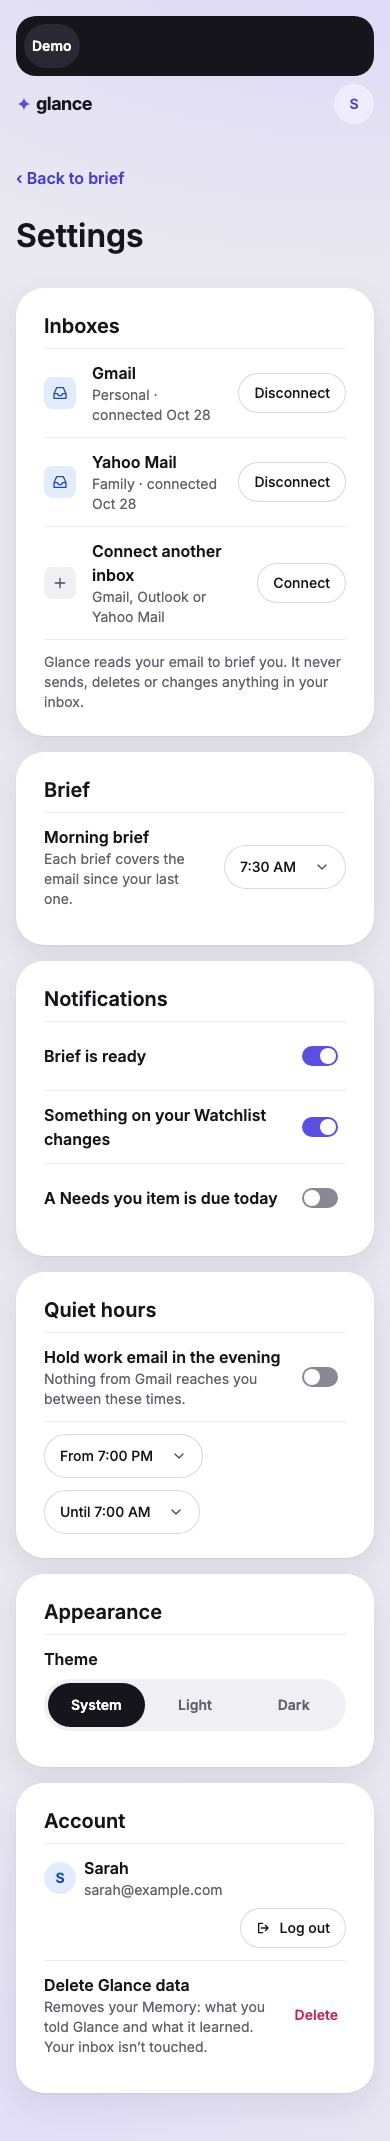 Demo
glance
S
‹ Back to brief
Settings
Inboxes
Gmail
Personal ·
connected Oct 28
Disconnect
Yahoo Mail
Family · connected
Oct 28
Disconnect
Connect another
inbox
Gmail, Outlook or
Yahoo Mail
Connect
Glance reads your email to brief you. It never
sends, deletes or changes anything in your
inbox.
Brief
Morning brief
Each brief covers the
email since your last
one.
7:30 AM
Notifications
Brief is ready
Something on your Watchlist
changes
A Needs you item is due today
Quiet hours
Hold work email in the evening
Nothing from Gmail reaches you
between these times.
From 7:00 PM
Until 7:00 AM
Appearance
Theme
System Light Dark
Account
S
Sarah
sarah@example.com
Log out
Delete Glance data
Removes your Memory: what you
told Glance and what it learned.
Your inbox isn’t touched.
Delete